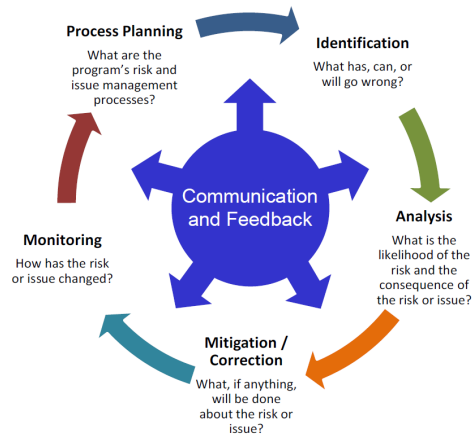 Process Planning
What are the
program's risk and
issue management
processes?
Identification
What has, can, or
will go wrong?
Communication
and Feedback
Analysis
What is the
likelihood of the
risk and the
consequence of
the risk or issue?
Monitoring
How has the risk
or issue changed?
Mitigation /
Correction
What, if anything,
will be done
about the risk or
issue?